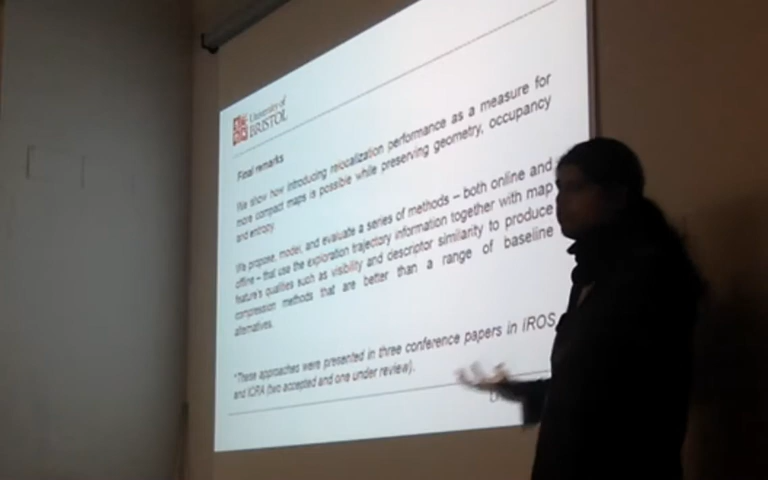 University of
BRISTOL
Final remarks
We show how introducing relocalization performance as a measure for
more compact maps is possible while preserving geometry, occupancy
and entropy.
We propose, model, and evaluate a series of methods – both online and
offline – that use the exploration trajectory information together with map
feature's qualities such as visibility and descriptor similarity to produce
compression methods that are better than a range of baseline
alternatives.
*These approaches were presented in three conference papers in IROS
and ICRA (two accepted and one under review).